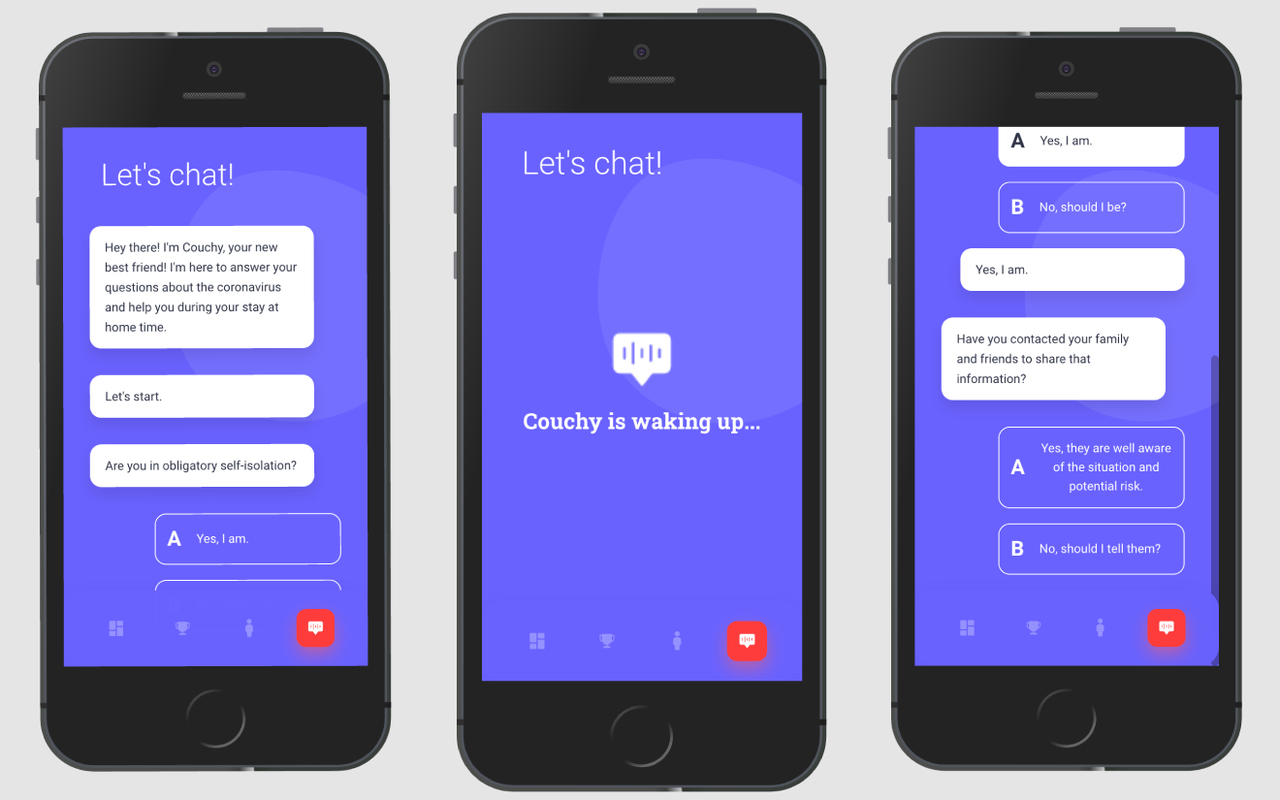 Let's chat!
Hey there! I'm Couchy, your new
best friend! I'm here to answer your
questions about the coronavirus
and help you during your stay at
home time.
Let's start.
Are you in obligatory self-isolation?
A Yes, I am.
Let's chat!
Couchy is waking up...
A Yes, I am.
B No, should I be?
Yes, I am.
Have you contacted your family
and friends to share that
information?
A Yes, they are well aware
of the situation and
potential risk.
B No, should I tell them?